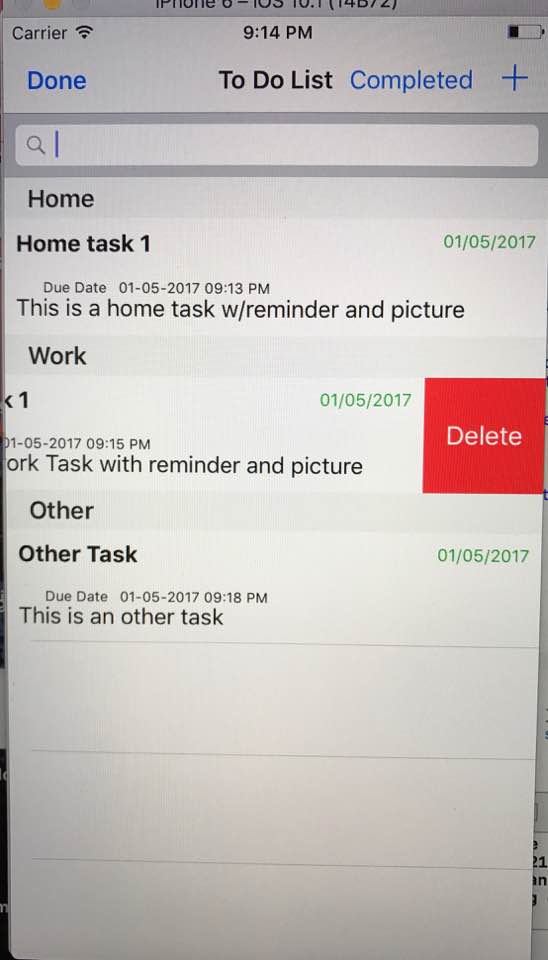 iPhone 6 – iOS 10.1 (14B72)
Carrier 9:14 PM
Done To Do List Completed +
Home
Home task 1 01/05/2017
Due Date 01-05-2017 09:13 PM
This is a home task w/reminder and picture
Work
k 1 01/05/2017
01-05-2017 09:15 PM
ork Task with reminder and picture
Delete
Other
Other Task 01/05/2017
Due Date 01-05-2017 09:18 PM
This is an other task